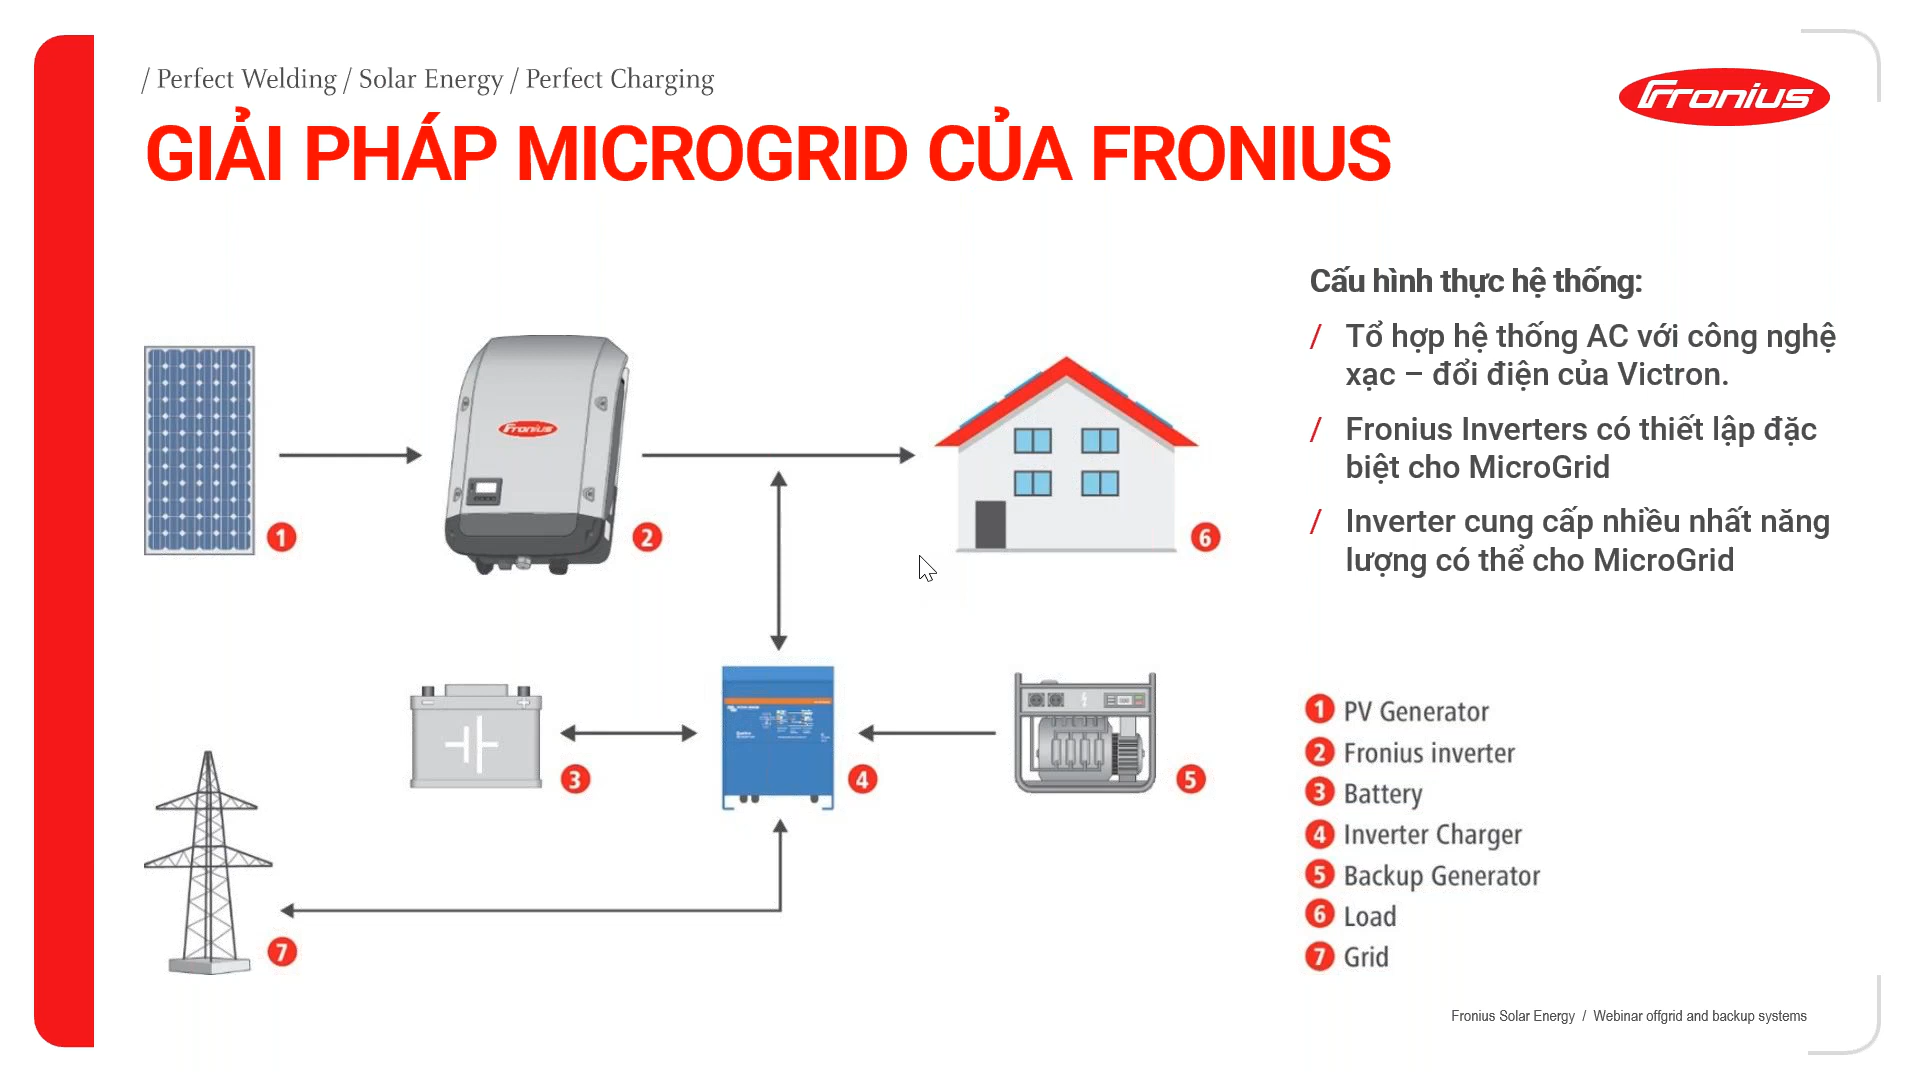 / Perfect Welding / Solar Energy / Perfect Charging
Fronius
GIẢI PHÁP MICROGRID CỦA FRONIUS
Cấu hình thực hệ thống:
/ Tổ hợp hệ thống AC với công nghệ
xạc – đổi điện của Victron.
/ Fronius Inverters có thiết lập đặc
biệt cho MicroGrid
/ Inverter cung cấp nhiều nhất năng
lượng có thể cho MicroGrid
Fronius
1
2
6
3
4
5
7
1 PV Generator
2 Fronius inverter
3 Battery
4 Inverter Charger
5 Backup Generator
6 Load
7 Grid
Fronius Solar Energy / Webinar offgrid and backup systems